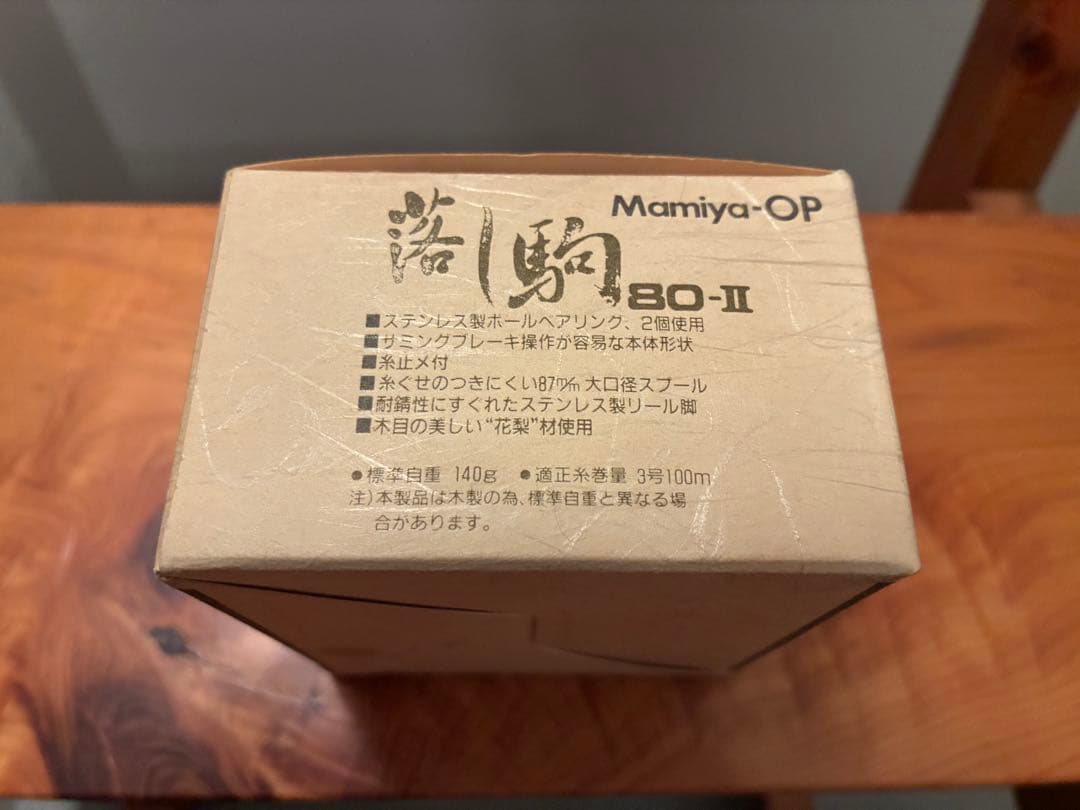 Mamiya-OP
落し駒80-II
■ステンレス製ボールベアリング、2個使用
■サミングブレーキ操作が容易な本体形状
■糸止メ付
■糸ぐせのつきにくい87m/m 大口径スプール
■耐錆性にすぐれたステンレス製リール脚
■木目の美しい“花梨”材使用
●標準自重 140g ●適正糸巻量 3号100m
注)本製品は木製の為、標準自重と異なる場
合があります。